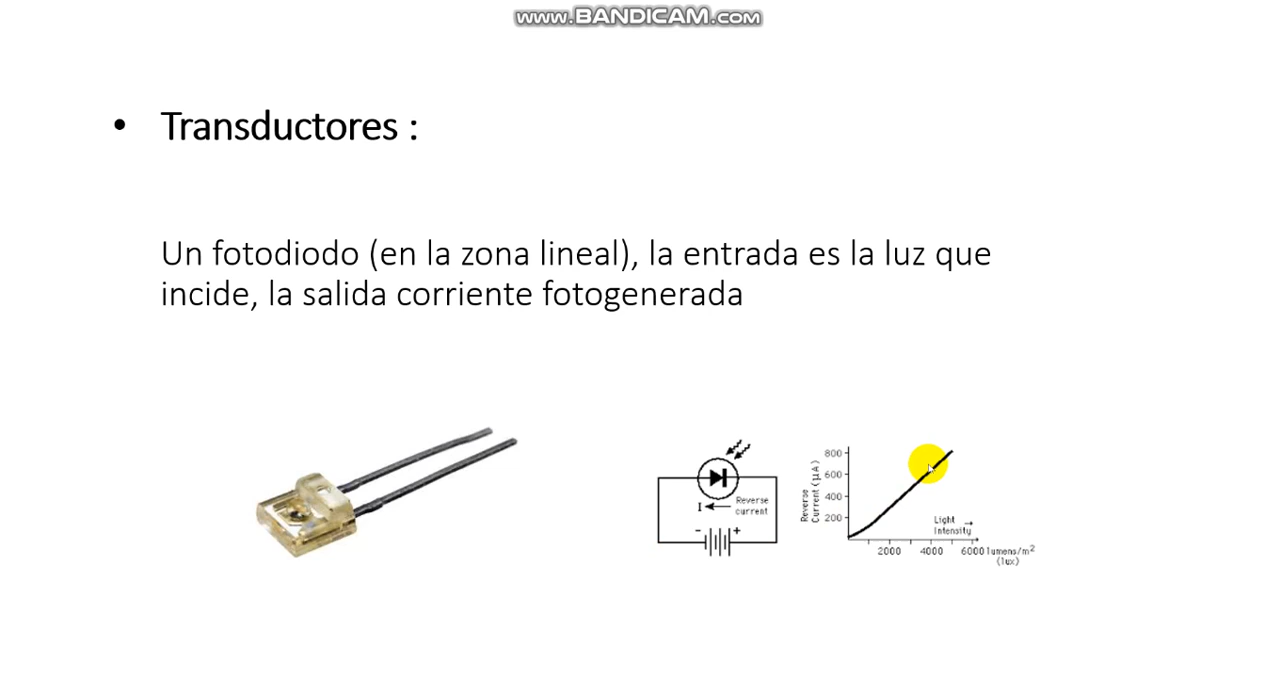 www.BANDICAM.com
• Transductores :
Un fotodiodo (en la zona lineal), la entrada es la luz que
incide, la salida corriente fotogenerada
I
Reverse
current
- +
Reverse
Current (μA)
800
600
400
200
Light
Intensity
2000 4000 6000 lumens/m²
(lux)